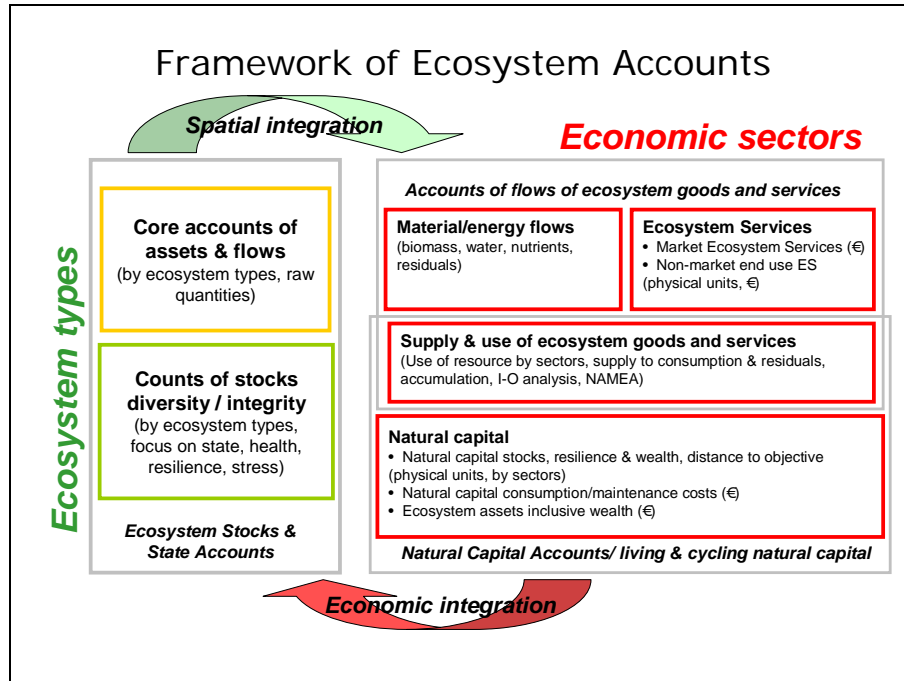 Framework of Ecosystem Accounts
Spatial integration
Economic sectors
Ecosystem types
Core accounts of
assets & flows
(by ecosystem types, raw
quantities)
Counts of stocks
diversity / integrity
(by ecosystem types,
focus on state, health,
resilience, stress)
Ecosystem Stocks &
State Accounts
Accounts of flows of ecosystem goods and services
Material/energy flows
(biomass, water, nutrients,
residuals)
Ecosystem Services
• Market Ecosystem Services (€)
• Non-market end use ES
(physical units, €)
Supply & use of ecosystem goods and services
(Use of resource by sectors, supply to consumption & residuals,
accumulation, I-O analysis, NAMEA)
Natural capital
• Natural capital stocks, resilience & wealth, distance to objective
(physical units, by sectors)
• Natural capital consumption/maintenance costs (€)
• Ecosystem assets inclusive wealth (€)
Natural Capital Accounts/ living & cycling natural capital
Economic integration